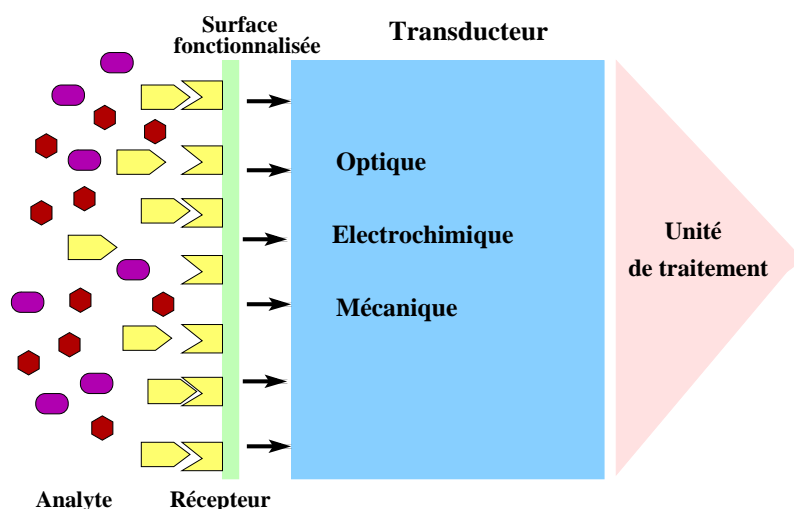 Surface
fonctionnalisée
Transducteur
Optique
Electrochimique
Mécanique
Unité
de traitement
Analyte
Récepteur